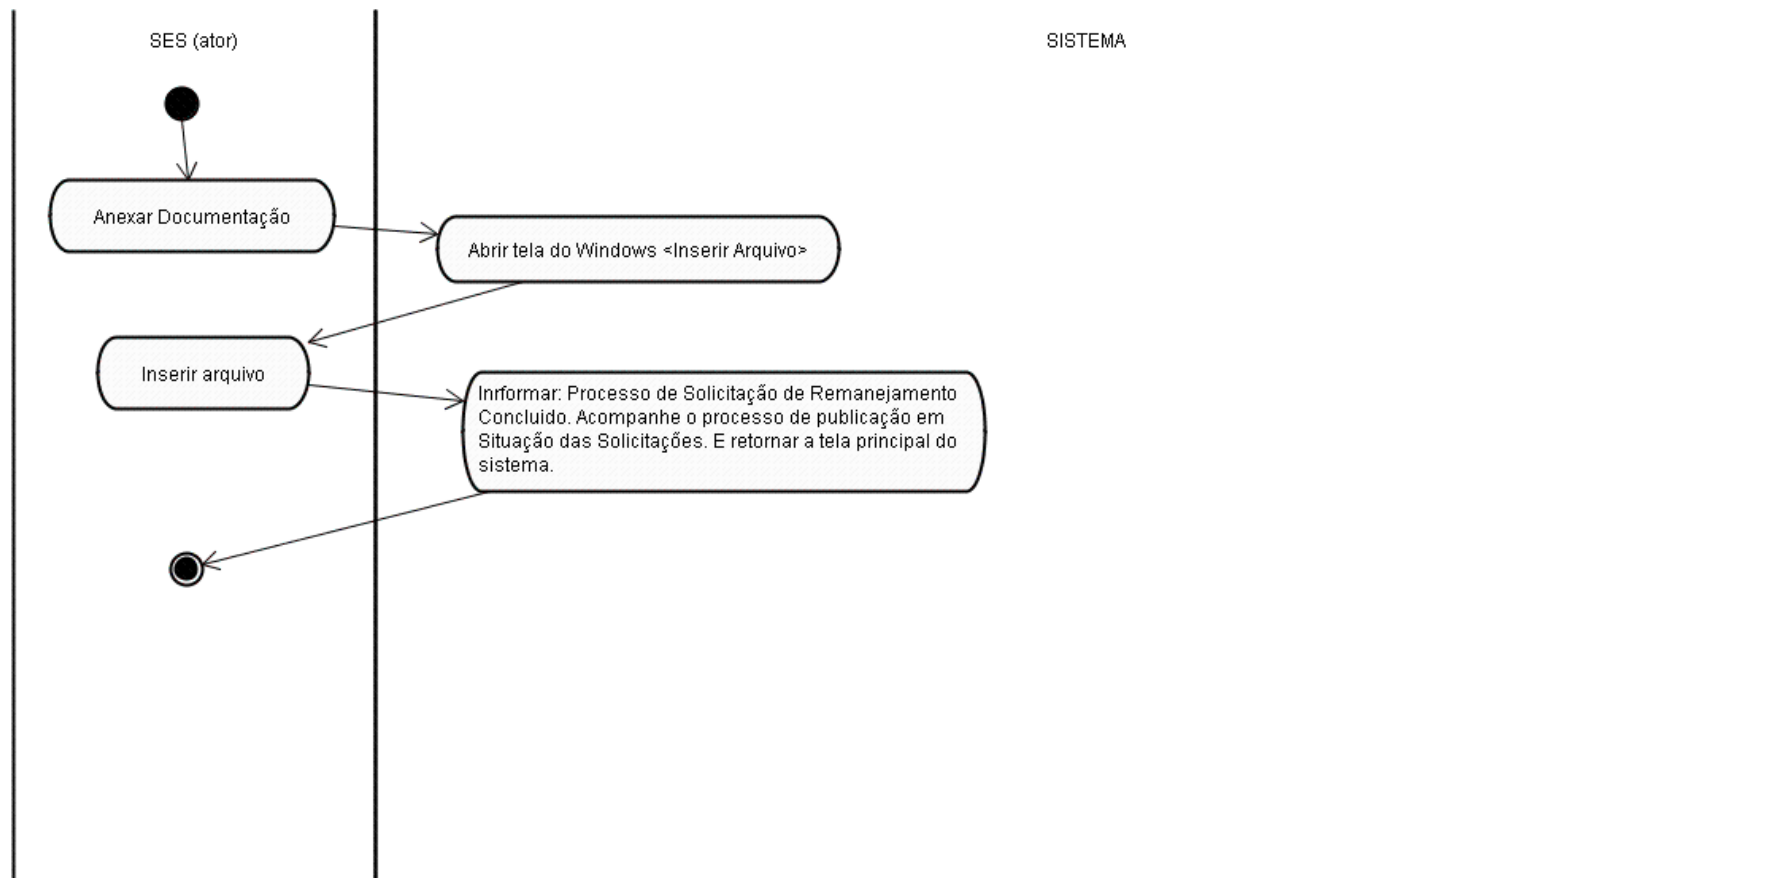 SES (ator)
SISTEMA
Anexar Documentação
Abrir tela do Windows <Inserir Arquivo>
Inserir arquivo
Inrformar: Processo de Solicitação de Remanejamento
Concluido. Acompanhe o processo de publicação em
Situação das Solicitações. E retornar a tela principal do
sistema.